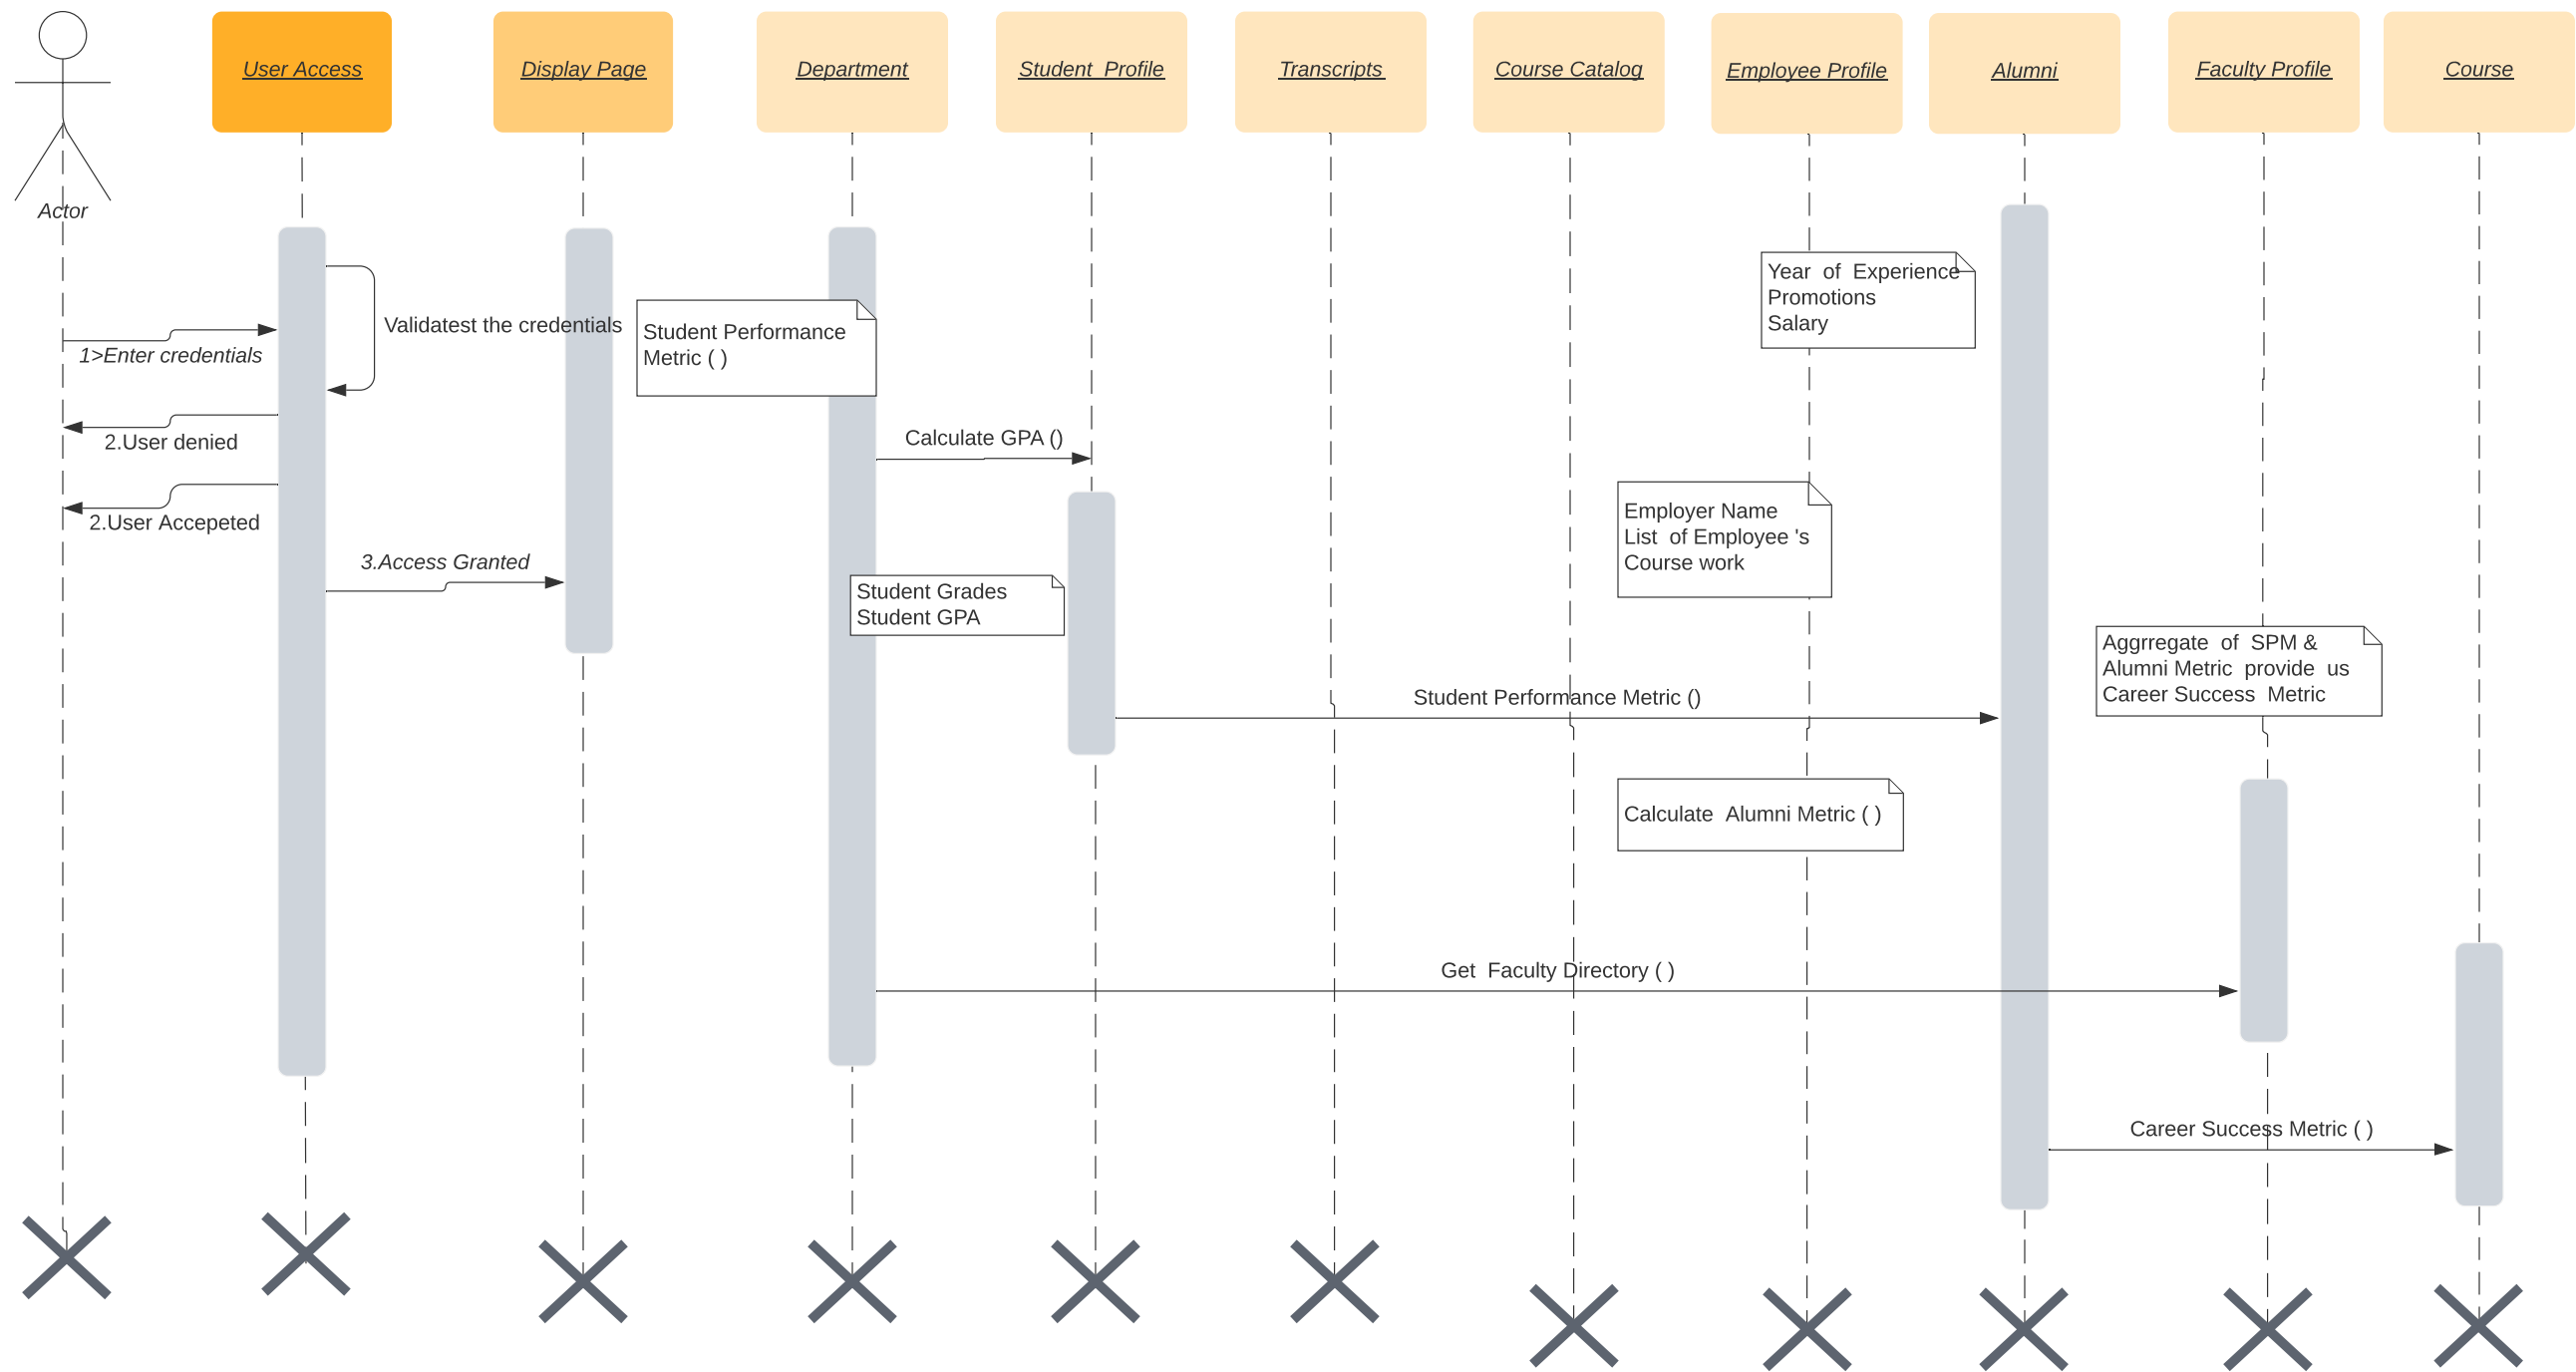 User Access
Display Page
Department
Student  Profile
Transcripts
Course Catalog
Employee Profile
Alumni
Faculty Profile
Course
Actor
Year  of  Experience
Promotions
Salary
Validatest the credentials
1>Enter credentials
Student Performance
Metric ( )
2.User denied
Calculate GPA ()
2.User Accepeted
Employer Name
List  of Employee 's
Course work
3.Access Granted
Student Grades
Student GPA
Aggrregate  of  SPM &
Alumni Metric  provide  us
Career Success  Metric
Student Performance Metric ()
Calculate  Alumni Metric ( )
Get  Faculty Directory ( )
Career Success Metric ( )